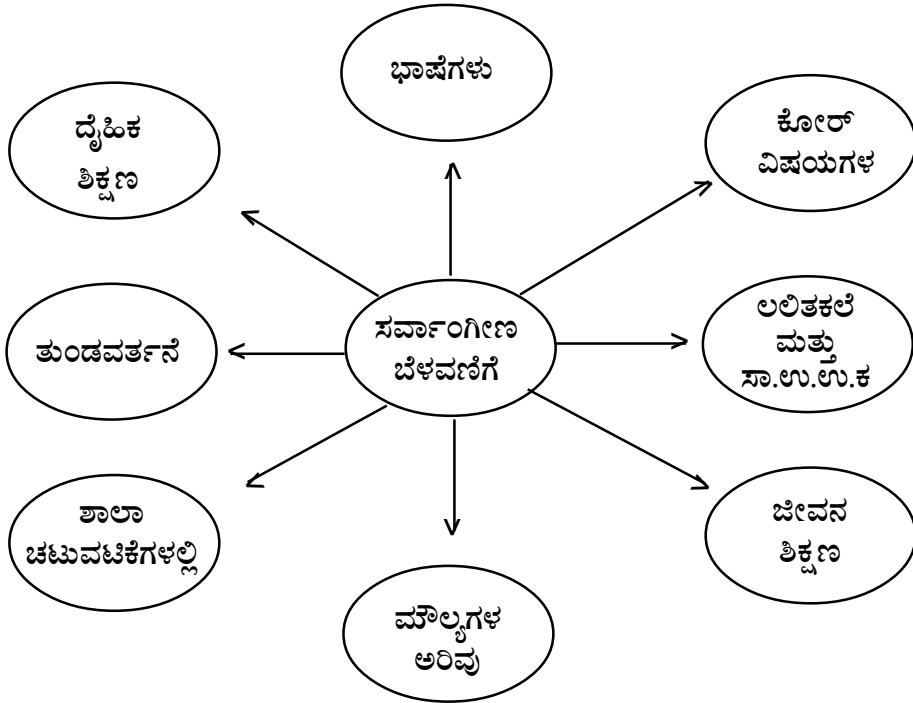 ಭಾಷೆಗಳು
ದೈಹಿಕ
ಶಿಕ್ಷಣ
ಕೋರ್
ವಿಷಯಗಳ
ಸರ್ವಾಂಗೀಣ
ಬೆಳವಣಿಗೆ
ಲಲಿತಕಲೆ
ಮತ್ತು
ಸಾ.ಉ.ಉ.ಕ
ತುಂಡವರ್ತನೆ
ಶಾಲಾ
ಚಟುವಟಿಕೆಗಳಲ್ಲಿ
ಜೀವನ
ಶಿಕ್ಷಣ
ಮೌಲ್ಯಗಳ
ಅರಿವು